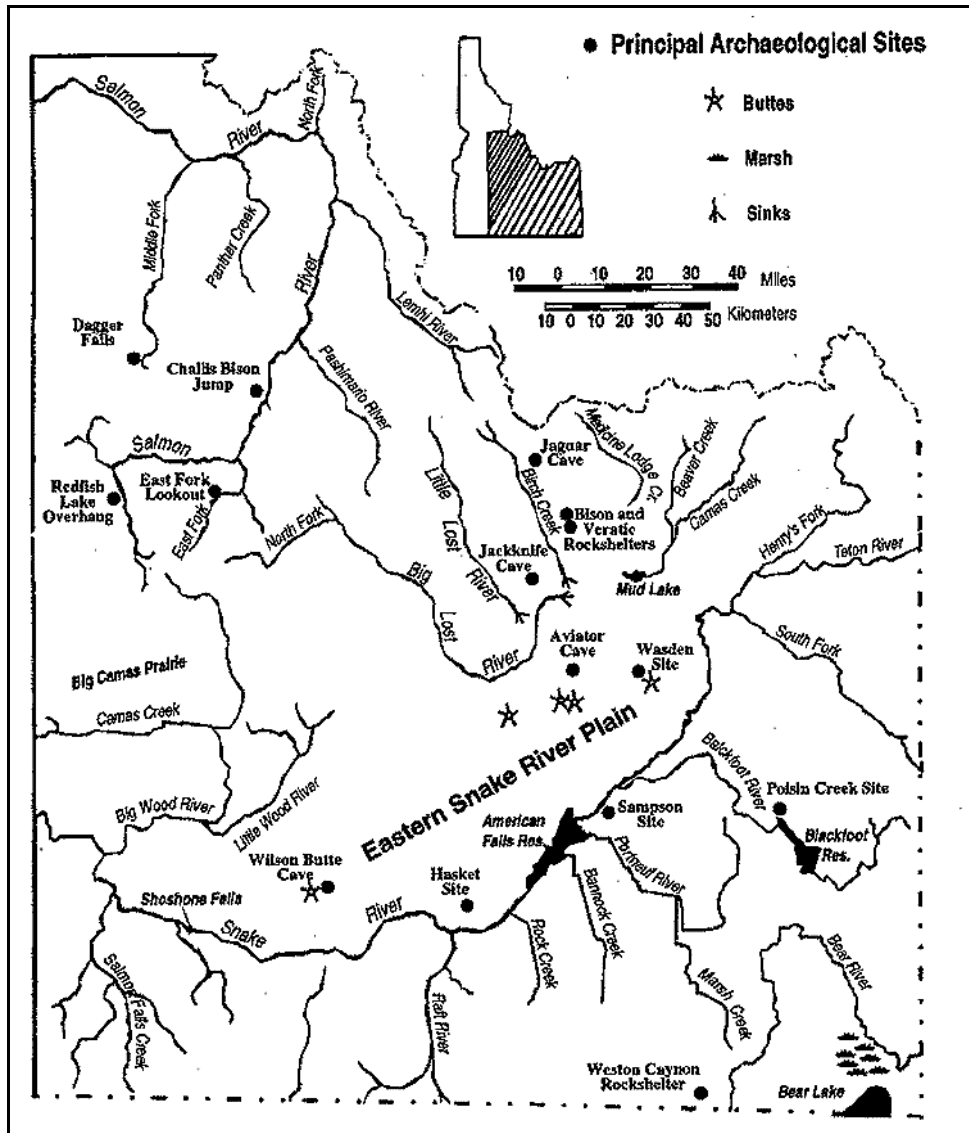 Principal Archaeological Sites
Buttes
Marsh
Sinks
10 0 10 20 30 40 Miles
10 0 10 20 30 40 50 Kilometers
Salmon
River
North Fork
Middle Fork
Panther Creek
River
Lemhi River
Dagger
Falls
Challis Bison
Jump
Pashimario River
Salmon
Redfish
Lake
Overhang
East Fork
Lookout
East Fork
North Fork
Little
Lost
River
Big
Lost
River
Birch Creek
Jaguar
Cave
Medicine Lodge Cr.
Beaver Creek
Camas Creek
Bison and
Veratic
Rockshelters
Jackknife
Cave
Mud Lake
Henry's Fork
Teton River
South Fork
Aviator
Cave
Wasden
Site
Big Camas Prairie
Camas Creek
Big Wood River
Little Wood River
Eastern Snake River Plain
Balckfoot River
Poisin Creek Site
Blackfoot
Res.
American
Falls Res.
Sampson
Site
Portneuf River
Wilson Butte
Cave
Hasket
Site
Shoshone Falls
Snake
River
Bannock Creek
Rock Creek
Raft River
Salmon Falls Creek
Marsh Creek
Bear River
Weston Caynon
Rockshelter
Bear Lake